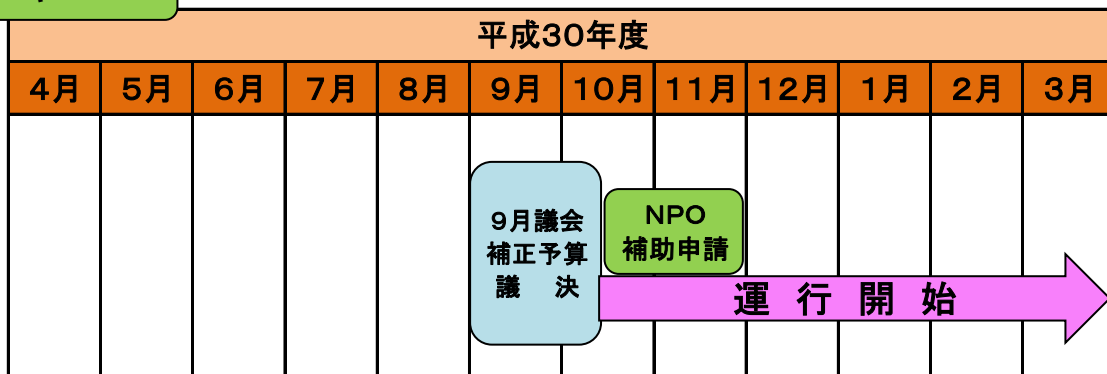 平成30年度
4月 5月 6月 7月 8月 9月 10月 11月 12月 1月 2月 3月
9月議会
補正予算
議 決
NPO
補助申請
運 行 開 始